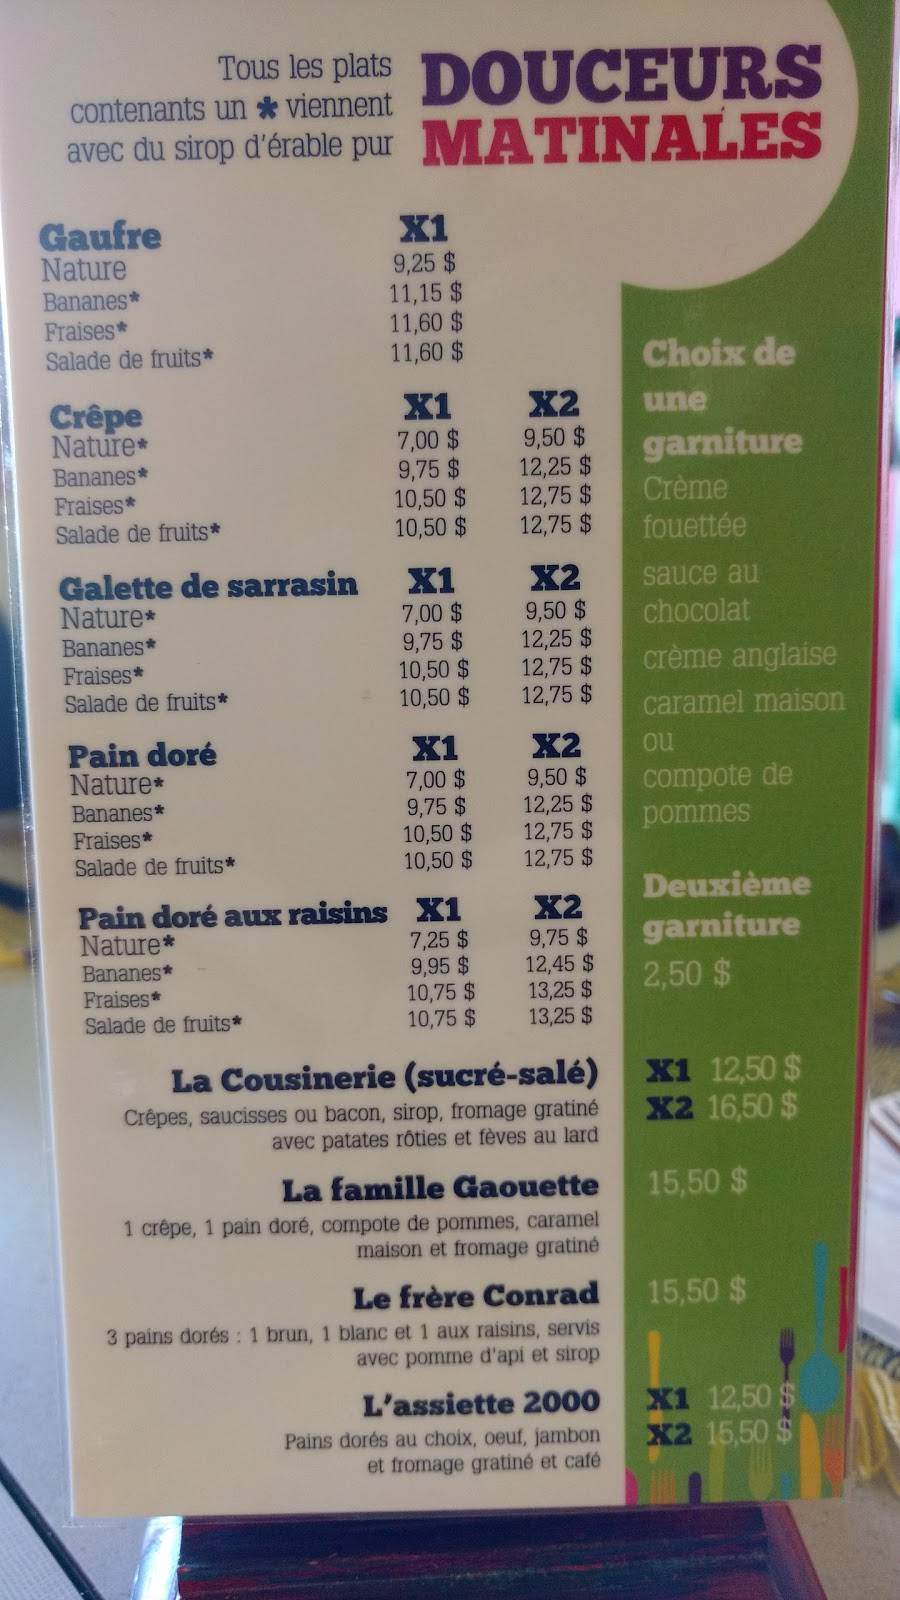 Tous les plats
contenants un * viennent
avec du sirop d'érable pur
DOUCEURS
MATINALES
Gaufre X1
Nature 9,25 $
Bananes* 11,15 $
Fraises* 11,60 $
Salade de fruits* 11,60 $
Crêpe X1 X2
Nature* 7,00 $ 9,50 $
Bananes* 9,75 $ 12,25 $
Fraises* 10,50 $ 12,75 $
Salade de fruits* 10,50 $ 12,75 $
Galette de sarrasin X1 X2
Nature* 7,00 $ 9,50 $
Bananes* 9,75 $ 12,25 $
Fraises* 10,50 $ 12,75 $
Salade de fruits* 10,50 $ 12,75 $
Pain doré X1 X2
Nature* 7,00 $ 9,50 $
Bananes* 9,75 $ 12,25 $
Fraises* 10,50 $ 12,75 $
Salade de fruits* 10,50 $ 12,75 $
Pain doré aux raisins X1 X2
Nature* 7,25 $ 9,75 $
Bananes* 9,95 $ 12,45 $
Fraises* 10,75 $ 13,25 $
Salade de fruits* 10,75 $ 13,25 $
Choix de
une
garniture
Crème
fouettée
sauce au
chocolat
crème anglaise
caramel maison
ou
compote de
pommes
Deuxième
garniture
2,50 $
La Cousinerie (sucré-salé) X1 12,50 $
X2 16,50 $
Crêpes, saucisses ou bacon, sirop, fromage gratiné
avec patates rôties et fèves au lard
La famille Gaouette 15,50 $
1 crêpe, 1 pain doré, compote de pommes, caramel
maison et fromage gratiné
Le frère Conrad 15,50 $
3 pains dorés : 1 brun, 1 blanc et 1 aux raisins, servis
avec pomme d'api et sirop
L'assiette 2000 X1 12,50 $
X2 15,50 $
Pains dorés au choix, oeuf, jambon
et fromage gratiné et café